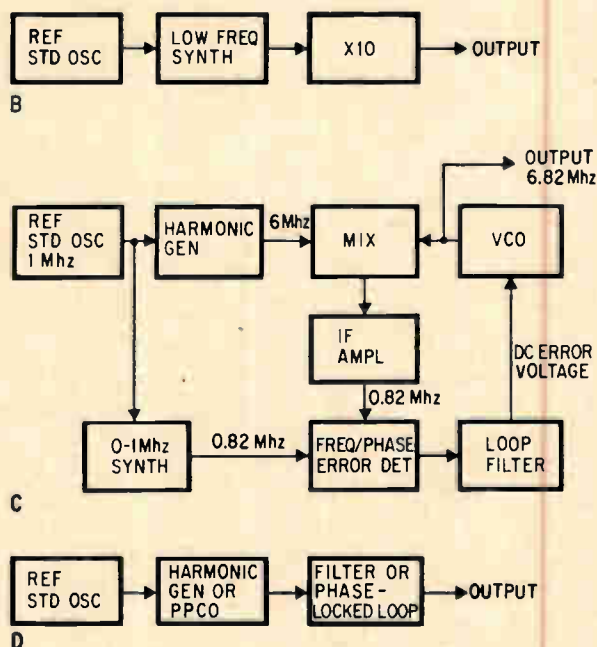 REF
STD OSC
LOW FREQ
SYNTH
X10
OUTPUT
B
OUTPUT
6.82 Mhz
REF
STD OSC
1 Mhz
HARMONIC
GEN
6Mhz
MIX
VCO
IF
AMPL
DC ERROR
VOLTAGE
0.82 Mhz
0-1Mhz
SYNTH
0.82 Mhz
FREQ/PHASE
ERROR DET
LOOP
FILTER
C
REF
STD OSC
HARMONIC
GEN OR
PPCO
FILTER OR
PHASE-
LOCKED LOOP
OUTPUT
D